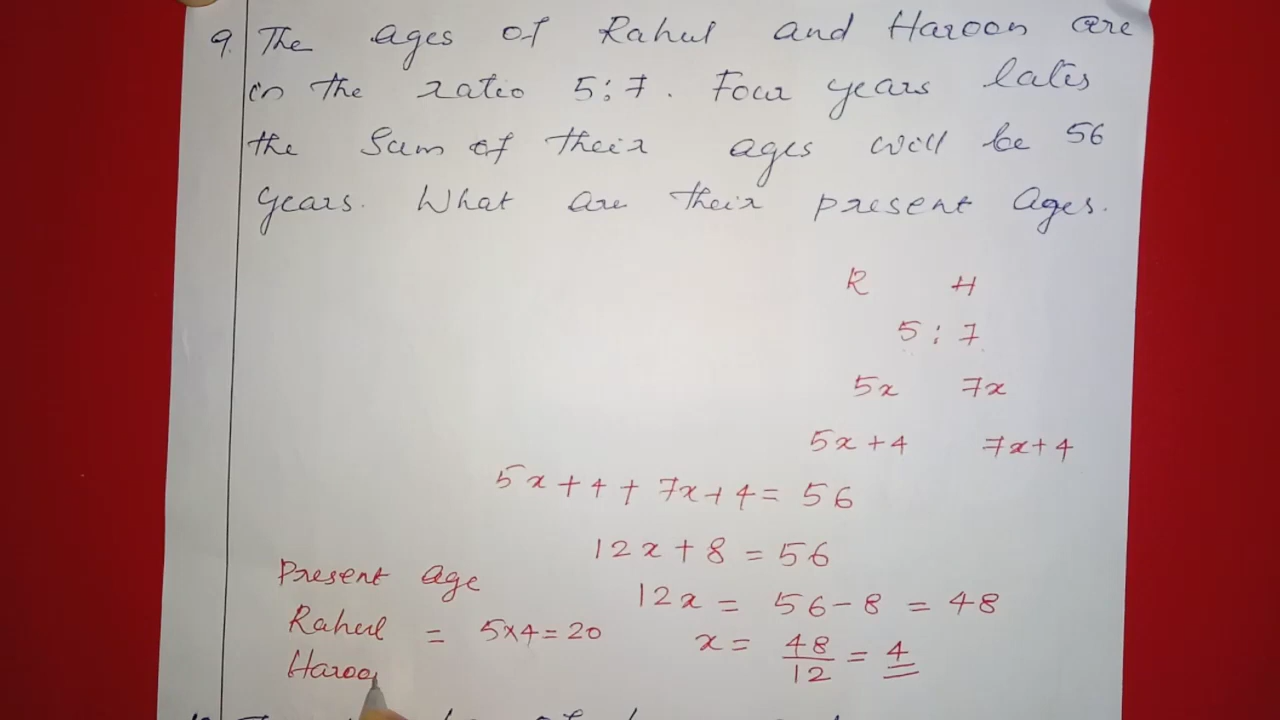 9. The ages of Rahul and Haroon are
in the ratio 5:7. Four years later
the Sum of their ages will be 56
years. What are their present Ages.
R H
5 : 7
5x 7x
5x+4 7x+4
5x+4+7x+4= 56
12x+8 = 56
Present age
12x = 56-8 = 48
Rahul = 5x4=20
x = 48/12 = 4
Haroo